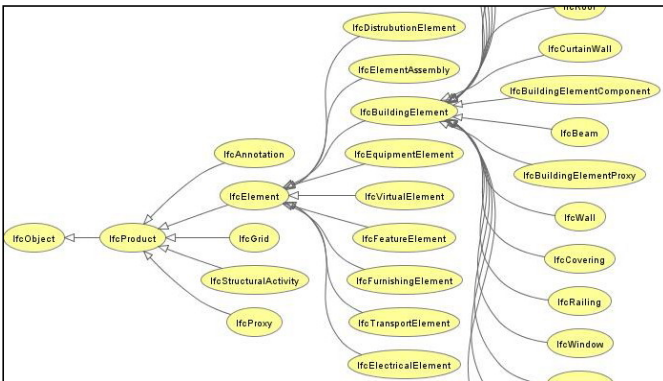 IfcObject
IfcProduct
IfcAnnotation
IfcElement
IfcGrid
IfcStructuralActivity
IfcProxy
IfcDistrubutionElement
IfcElementAssembly
IfcBuildingElement
IfcEquipmentElement
IfcVirtualElement
IfcFeatureElement
IfcFurnishingElement
IfcTransportElement
IfcElectricalElement
IfcRoof
IfcCurtainWall
IfcBuildingElementComponent
IfcBeam
IfcBuildingElementProxy
IfcWall
IfcCovering
IfcRailing
IfcWindow